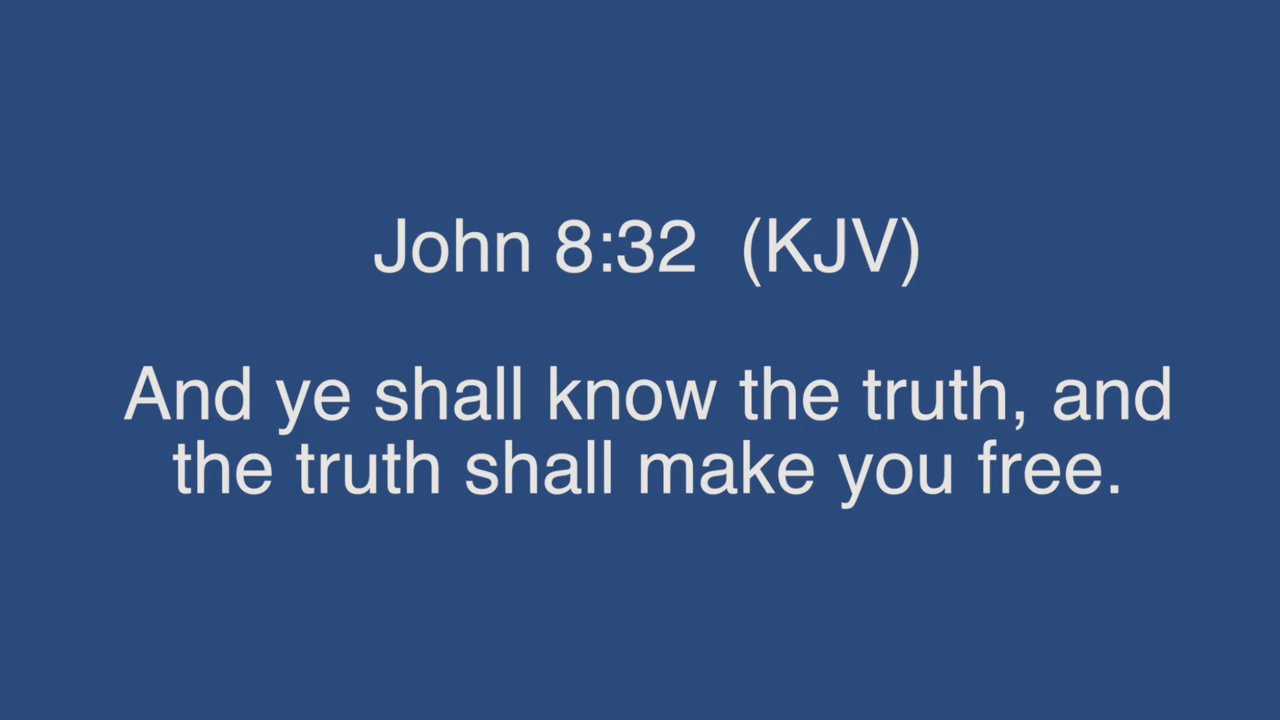 John 8:32  (KJV)
And ye shall know the truth, and
the truth shall make you free.